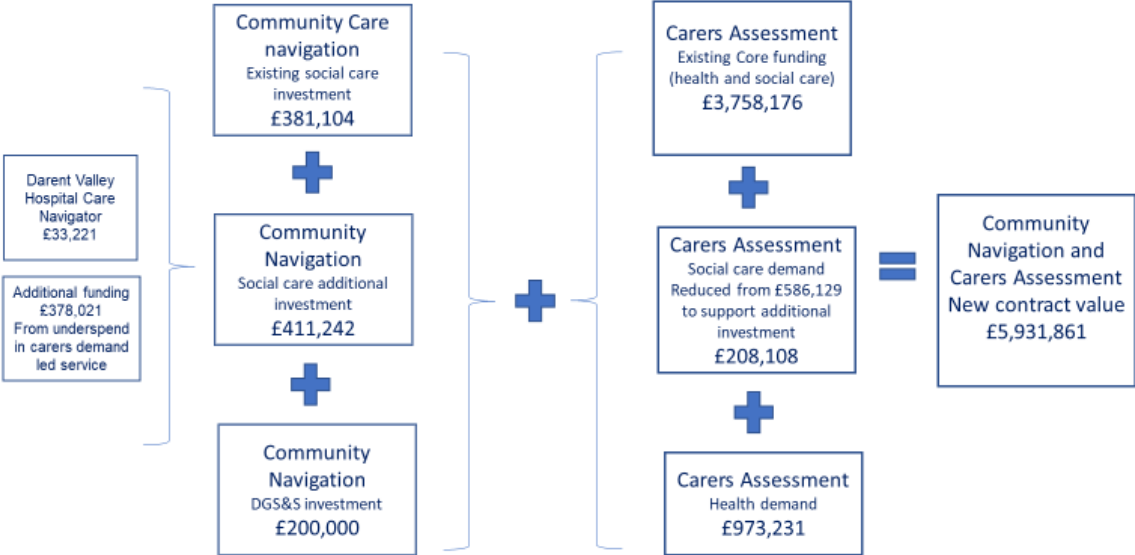 Darent Valley
Hospital Care
Navigator
£33,221
Additional funding
£378,021
From underspend
in carers demand
led service
Community Care
navigation
Existing social care
investment
£381,104
Community
Navigation
Social care additional
investment
£411,242
Community
Navigation
DGS&S investment
£200,000
Carers Assessment
Existing Core funding
(health and social care)
£3,758,176
Carers Assessment
Social care demand
Reduced from £586,129
to support additional
investment
£208,108
Carers Assessment
Health demand
£973,231
Community
Navigation and
Carers Assessment
New contract value
£5,931,861